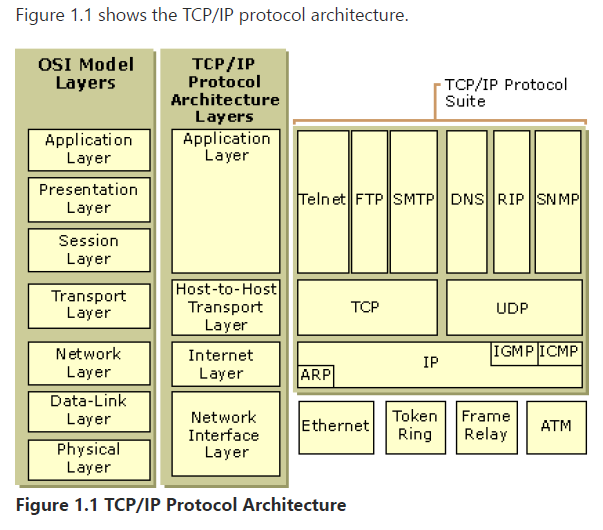 Figure 1.1 shows the TCP/IP protocol architecture.
OSI Model
Layers
TCP/IP
Protocol
Architecture
Layers
TCP/IP Protocol
Suite
Application
Layer
Presentation
Layer
Session
Layer
Transport
Layer
Network
Layer
Data-Link
Layer
Physical
Layer
Application
Layer
Host-to-Host
Transport
Layer
Internet
Layer
Network
Interface
Layer
Telnet
FTP
SMTP
DNS
RIP
SNMP
TCP
UDP
IP
IGMP
ICMP
ARP
Ethernet
Token
Ring
Frame
Relay
ATM
Figure 1.1 TCP/IP Protocol Architecture